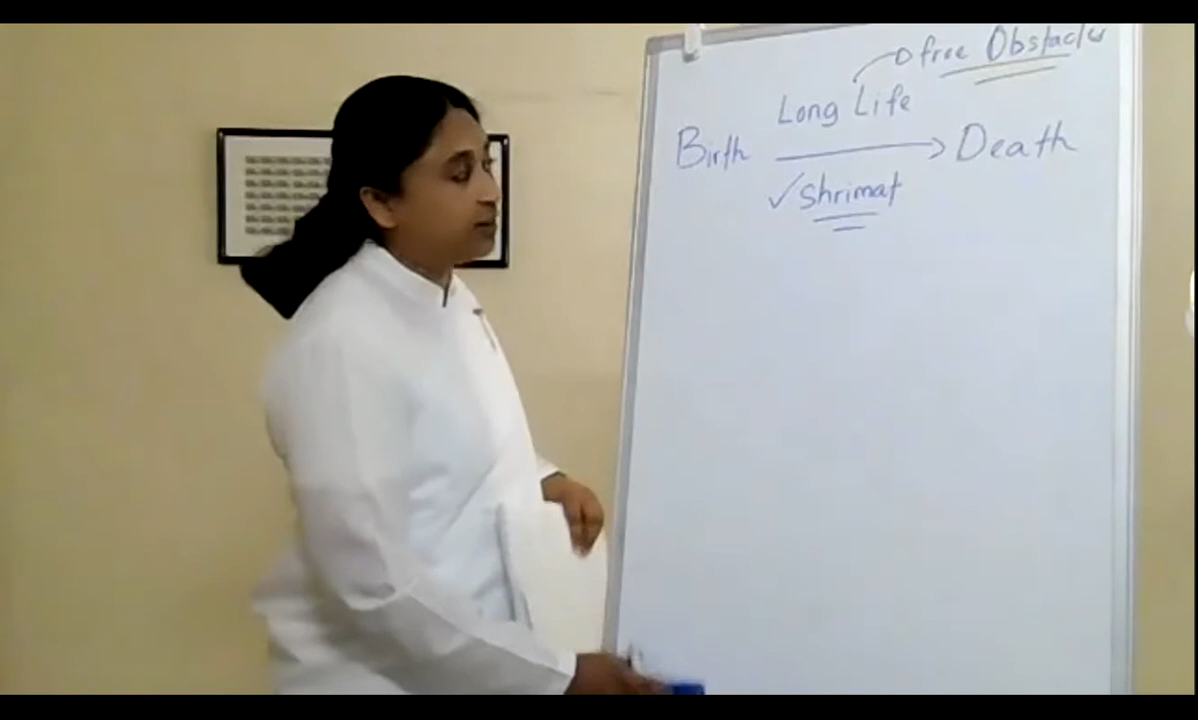 free Obstacles
Long Life
Birth → Death
✓ Shrimat